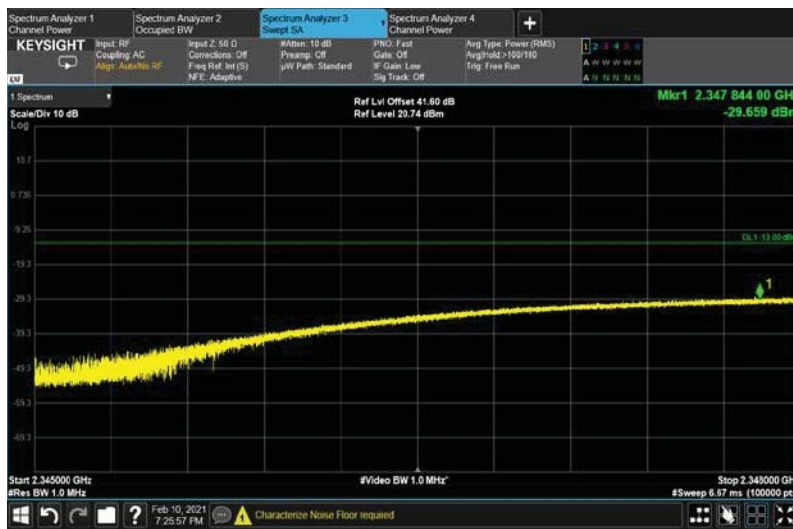 Spectrum Analyzer 1
Channel Power
Spectrum Analyzer 2
Occupied BW
Spectrum Analyzer 3
Swept SA
Spectrum Analyzer 4
Channel Power
+
KEYSIGHT
Input: RF
Coupling: AC
Align: Auto/No RF
Input Z: 50 Ω
Corrections: Off
Freq Ref: Int (S)
NFE: Adaptive
#Atten: 10 dB
Preamp: Off
µW Path: Standard
PNO: Fast
Gate: Off
IF Gain: Low
Sig Track: Off
Avg Type: Power (RMS)
Avg|Hold:>100/100
Trig: Free Run
1 2 3 4 5 6
A W W W W W
A N N N N N
LXI
1 Spectrum
Scale/Div 10 dB
Log
Ref Lvl Offset 41.60 dB
Ref Level 20.74 dBm
Mkr1 2.347 844 00 GH
-29.659 dBr
10.7
0.735
-9.26
DL1 -13.00 dB
-19.3
1
-29.3
-39.3
-49.3
-59.3
-69.3
Start 2.345000 GHz
#Res BW 1.0 MHz
#Video BW 1.0 MHz*
Stop 2.348000 GH
#Sweep 6.67 ms (100000 pt
?
Feb 10, 2021
7:25:57 PM
Characterize Noise Floor required